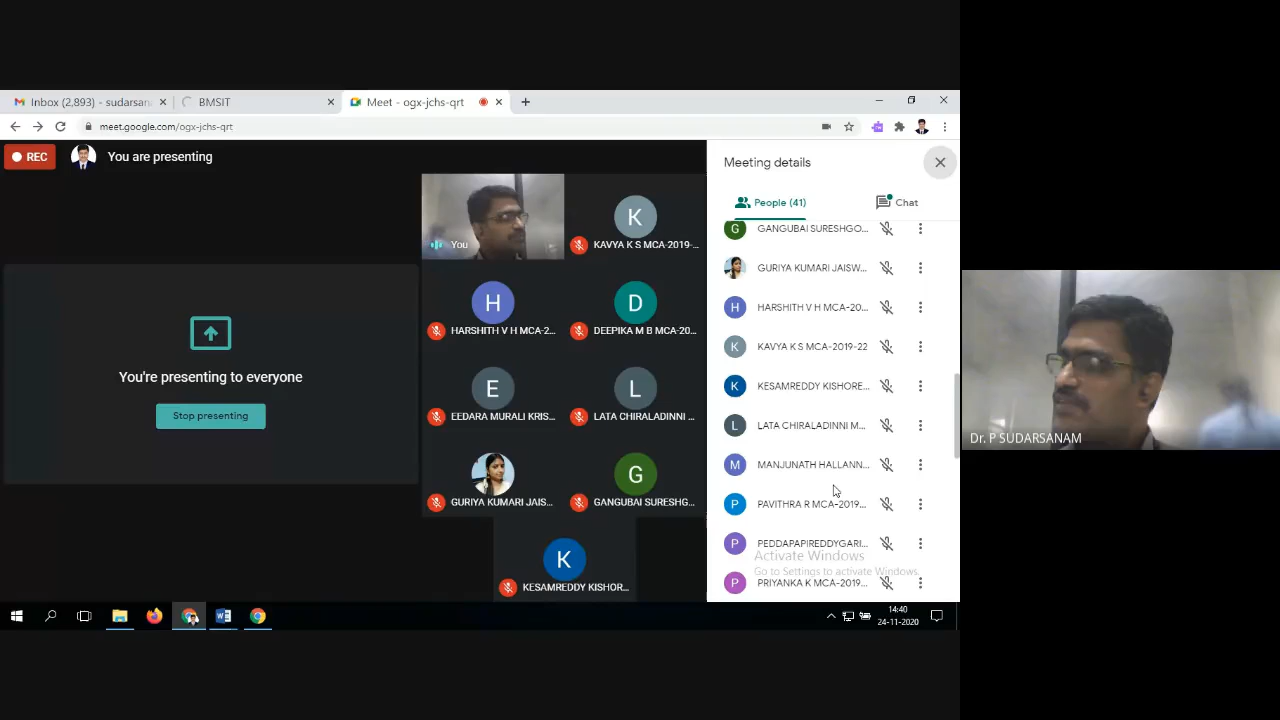 Inbox (2,893) - sudarsan
BMSIT
Meet - ogx-jchs-qrt
meet.google.com/ogx-jchs-qrt
REC
You are presenting
You
KAVYA K S MCA-2019-...
HARSHITH V H MCA-2...
DEEPIKA M B MCA-20...
EEDARA MURALI KRIS...
LATA CHIRALADINNI ...
GURIYA KUMARI JAIS...
GANGUBAI SURESHG...
KESAMREDDY KISHOR...
K
H
D
E
L
G
K
You're presenting to everyone
Stop presenting
Meeting details
People (41)
Chat
G GANGUBAI SURESHGO...
GURIYA KUMARI JAISW...
H HARSHITH V H MCA-20...
K KAVYA K S MCA-2019-22
K KESAMREDDY KISHORE...
L LATA CHIRALADINNI M...
M MANJUNATH HALLANN...
P PAVITHRA R MCA-2019...
P PEDDAPAPIREDDYGARI...
Activate Windows
Go to Settings to activate Windows.
P PRIYANKA K MCA-2019...
14:40
24-11-2020
Dr. P SUDARSANAM